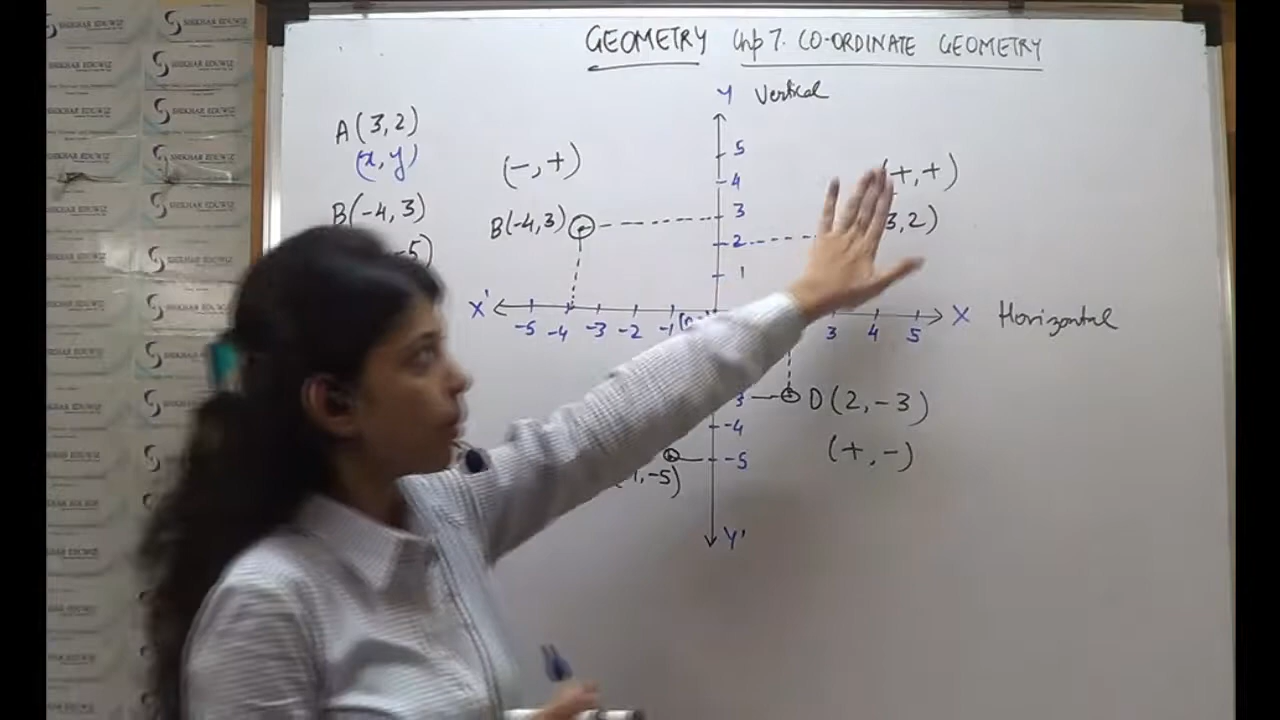 GEOMETRY Chp 7. CO-ORDINATE GEOMETRY
Y Vertical
A(3,2)
(x, y)
B(-4,3)
-5)
(-,+)
(+,+)
B(-4,3)
3,2)
5
4
3
2
1
X' X Horizontal
-5 -4 -3 -2 -1 3 4 5
3
-4
-5
D(2,-3)
(+,-)
,-5)
Y'
SHIKHAR EDUWIZ